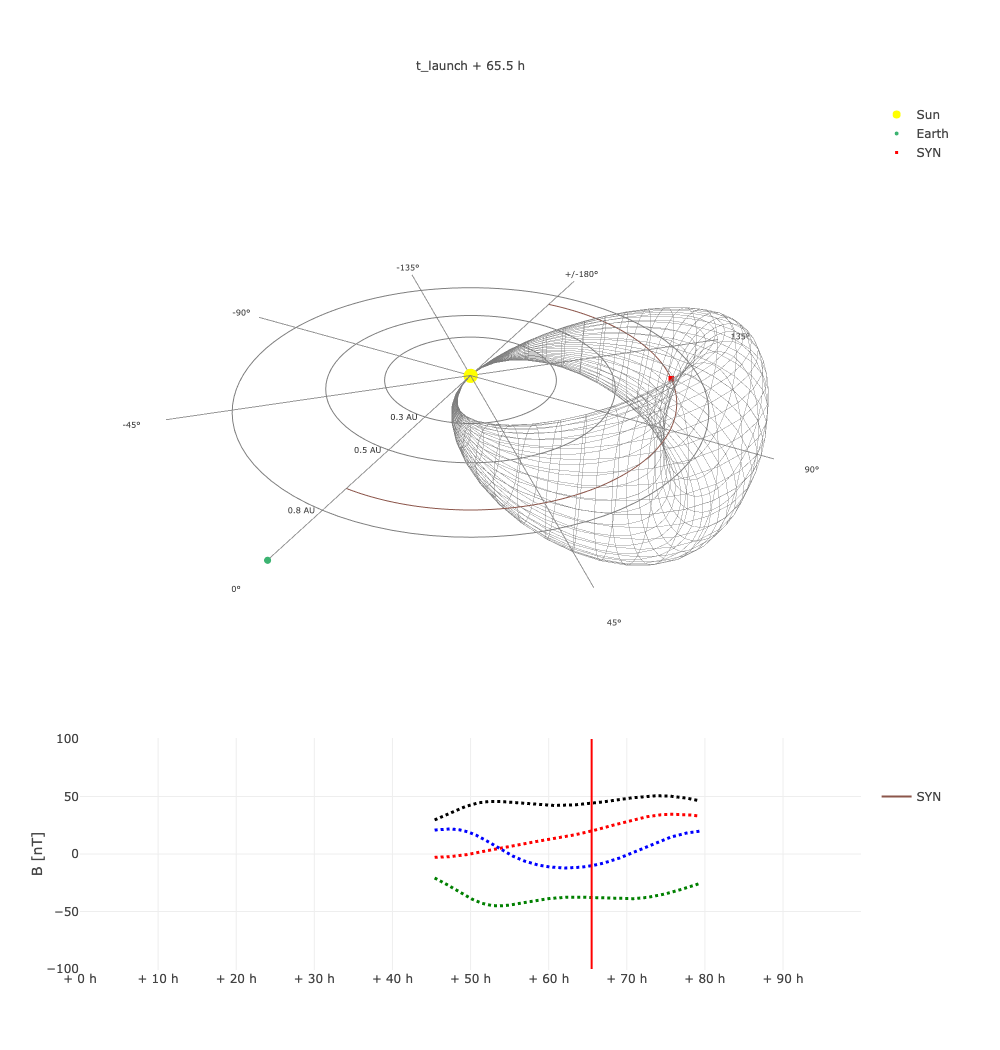 t_launch + 65.5 h
Sun
Earth
SYN
-135°
+/-180°
-90°
135°
0.3 AU
-45°
0.5 AU
90°
0.8 AU
0°
45°
100
50
0
−50
−100
B [nT]
SYN
+ 0 h
+ 10 h
+ 20 h
+ 30 h
+ 40 h
+ 50 h
+ 60 h
+ 70 h
+ 80 h
+ 90 h